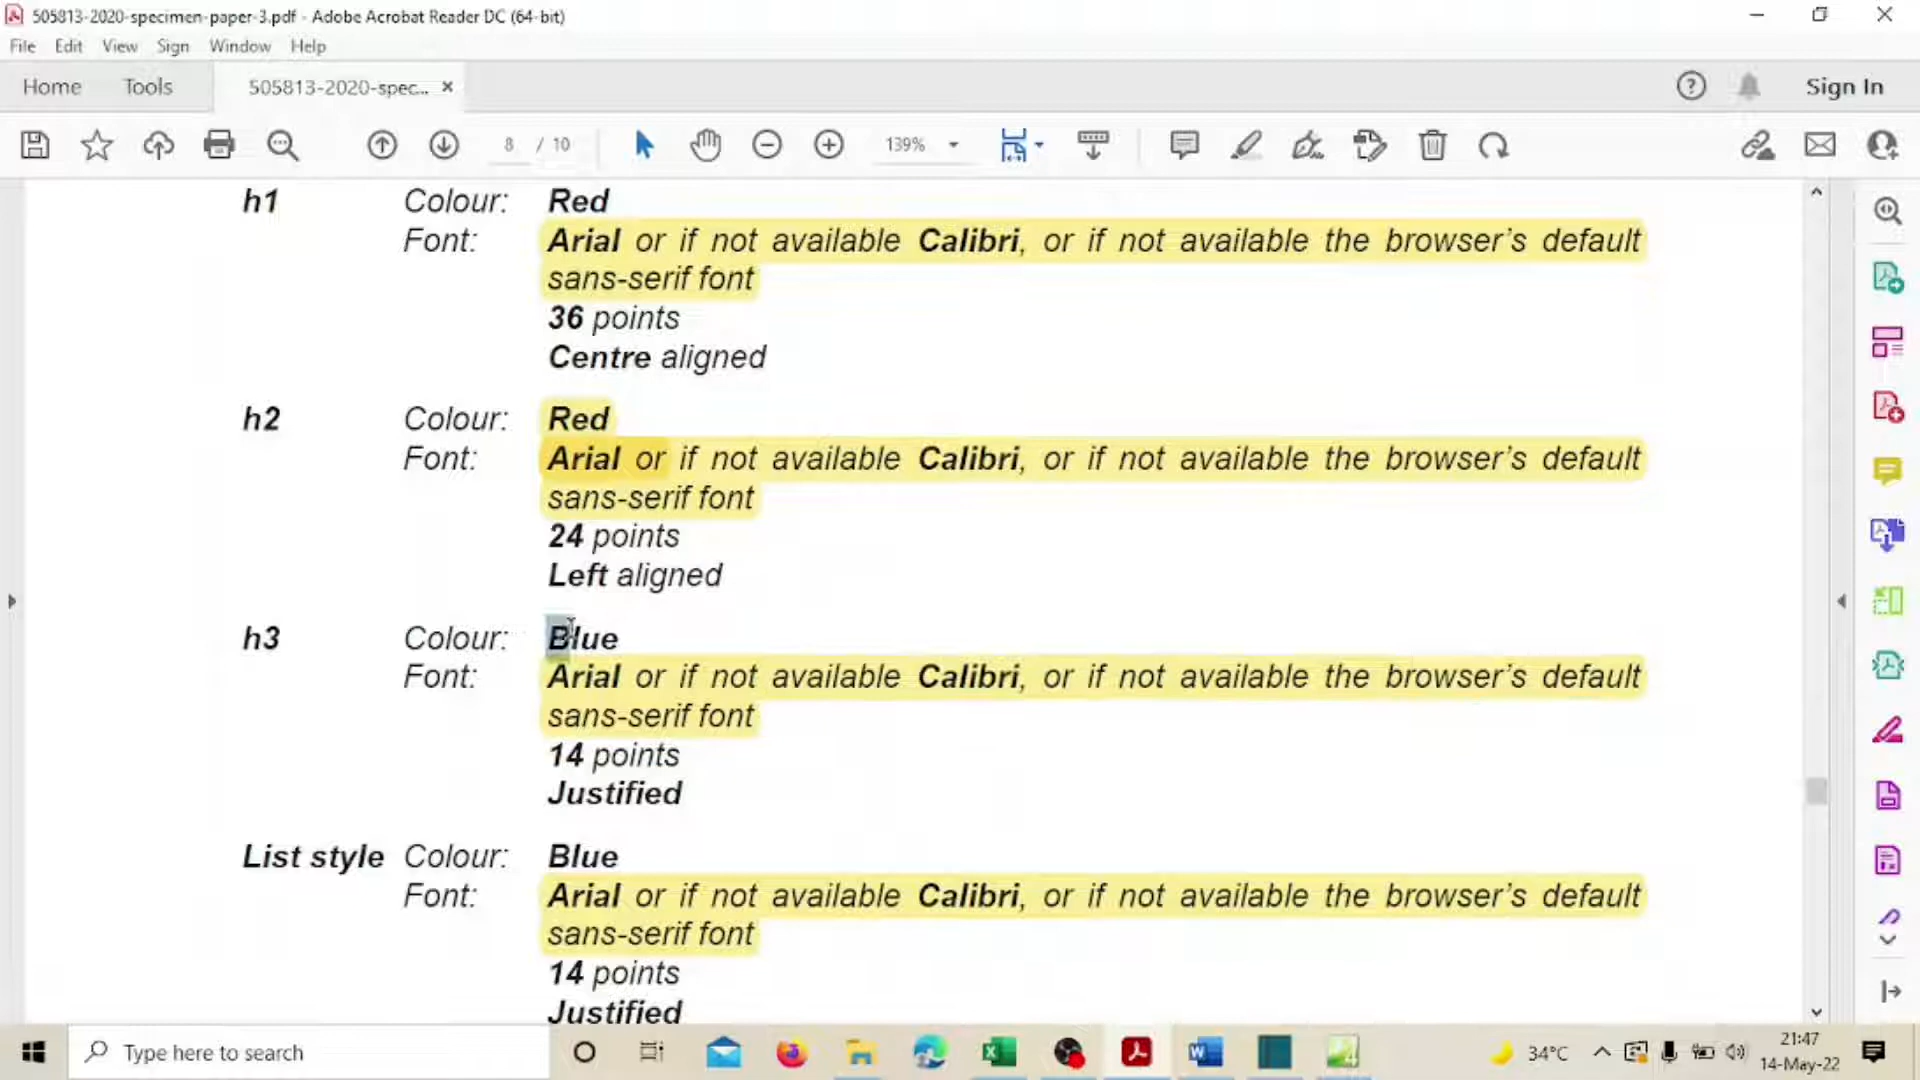 505813-2020-specimen-paper-3.pdf - Adobe Acrobat Reader DC (64-bit)
File Edit View Sign Window Help
Home Tools 505813-2020-spec... × Sign In
8 / 10 139%
h1 Colour: Red
Font: Arial or if not available Calibri, or if not available the browser's default
sans-serif font
36 points
Centre aligned
h2 Colour: Red
Font: Arial or if not available Calibri, or if not available the browser's default
sans-serif font
24 points
Left aligned
h3 Colour: Blue
Font: Arial or if not available Calibri, or if not available the browser's default
sans-serif font
14 points
Justified
List style Colour: Blue
Font: Arial or if not available Calibri, or if not available the browser's default
sans-serif font
14 points
Justified
Type here to search
34°C
21:47
14-May-22